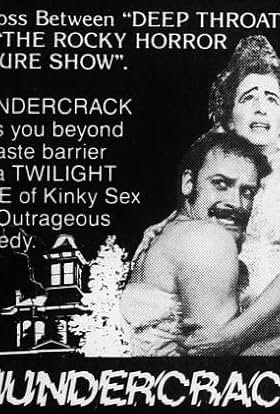 oss Between "DEEP THROAT
"THE ROCKY HORROR
URE SHOW".
UNDERCRACK
s you beyond
aste barrier
a TWILIGHT
E of Kinky Sex
Outrageous
edy.
HUNDERCRAC